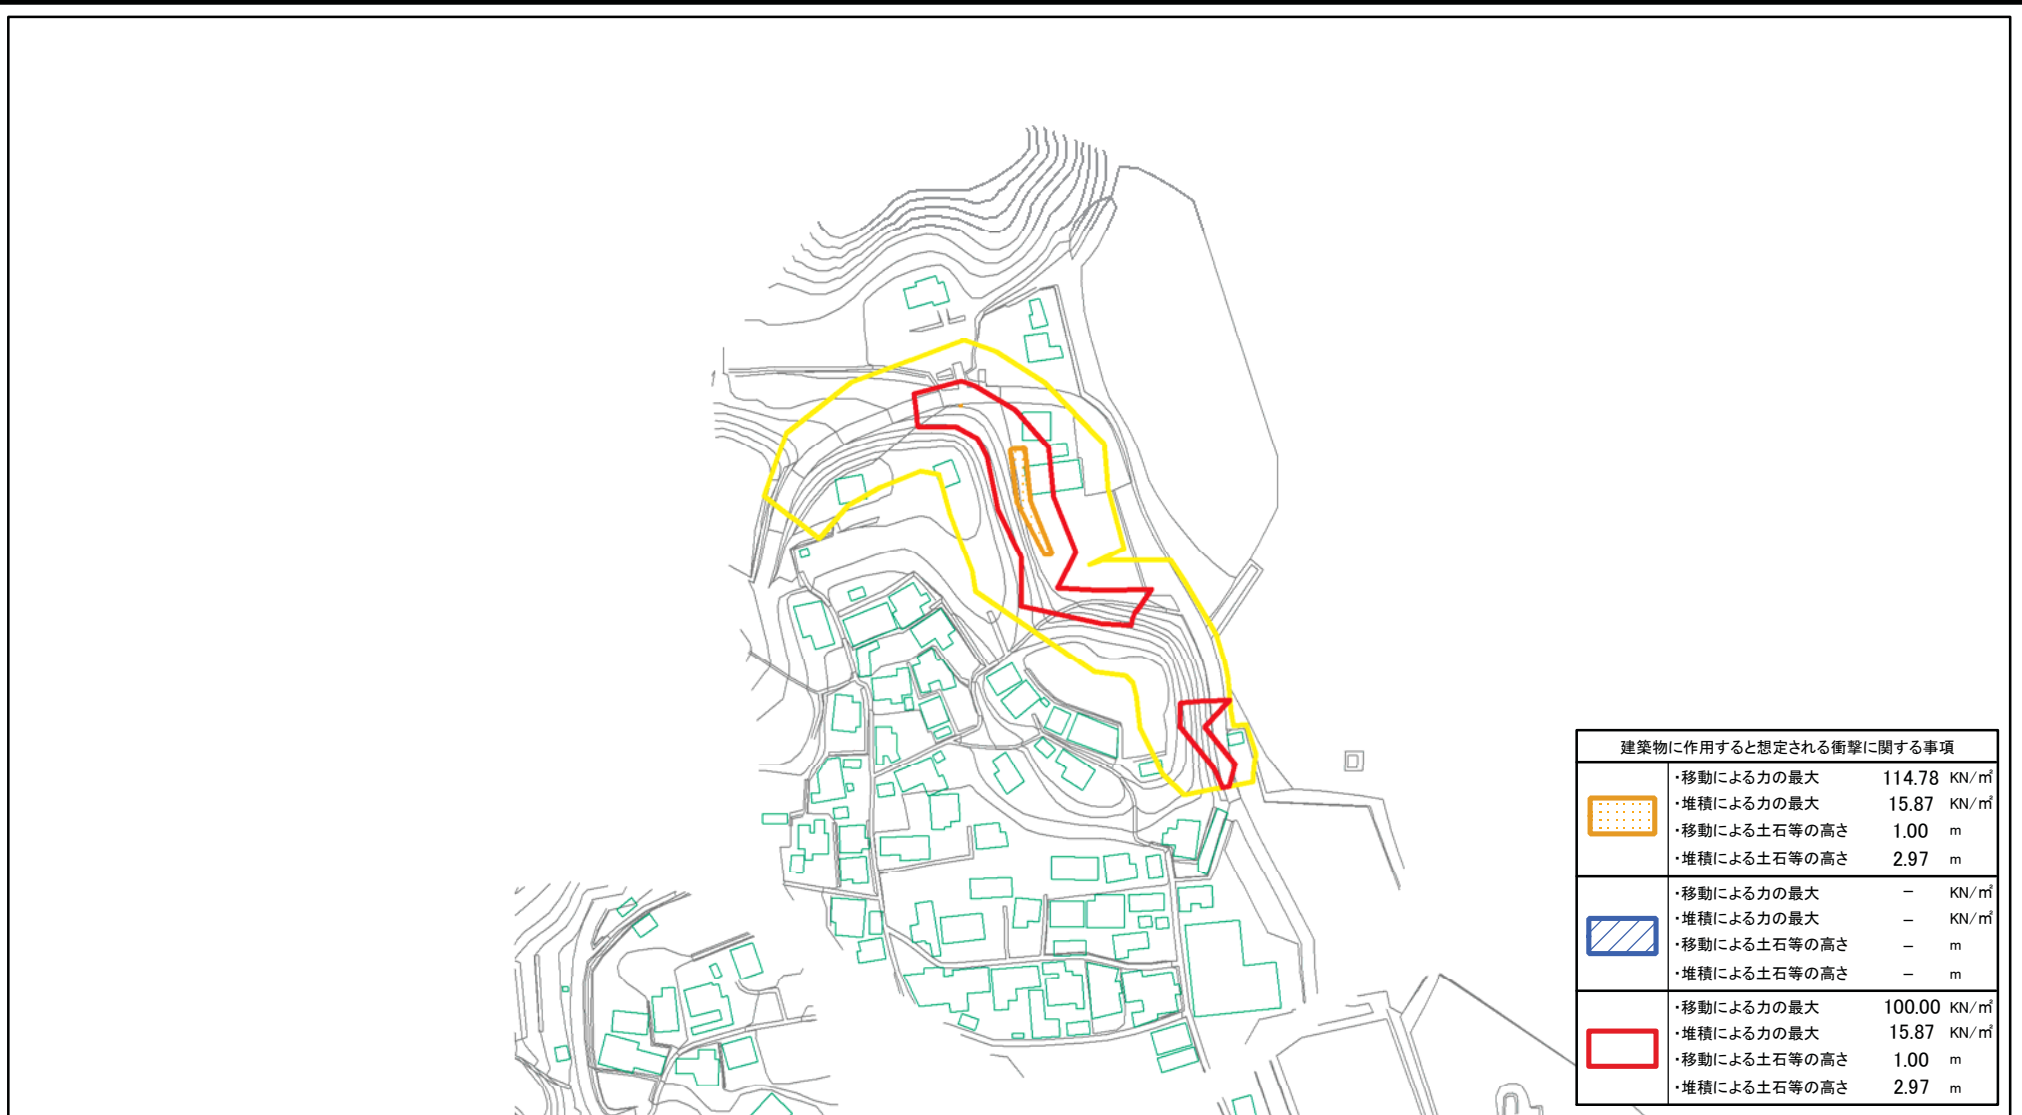 建築物に作用すると想定される衝撃に関する事項
・移動による力の最大 114.78 KN/㎡
・堆積による力の最大 15.87 KN/㎡
・移動による土石等の高さ 1.00 m
・堆積による土石等の高さ 2.97 m
・移動による力の最大 － KN/㎡
・堆積による力の最大 － KN/㎡
・移動による土石等の高さ － m
・堆積による土石等の高さ － m
・移動による力の最大 100.00 KN/㎡
・堆積による力の最大 15.87 KN/㎡
・移動による土石等の高さ 1.00 m
・堆積による土石等の高さ 2.97 m